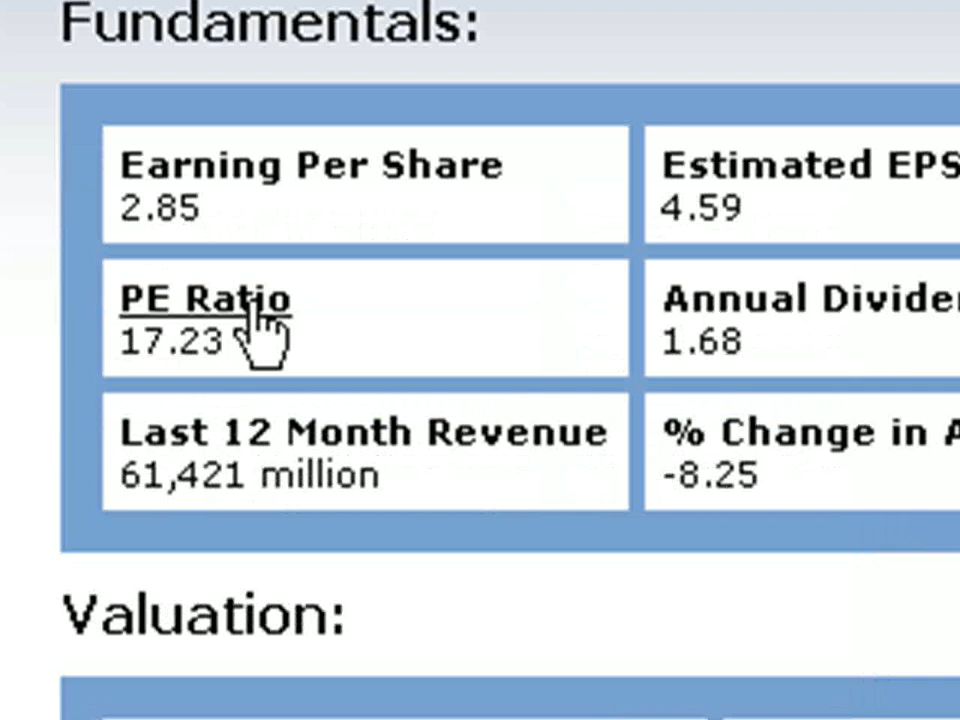 Fundamentals:
Earning Per Share
2.85
Estimated EPS
4.59
PE Ratio
17.23
Annual
1.68
Last 12 Month Revenue
61,421 million
% Change in
-8.25
Valuation: